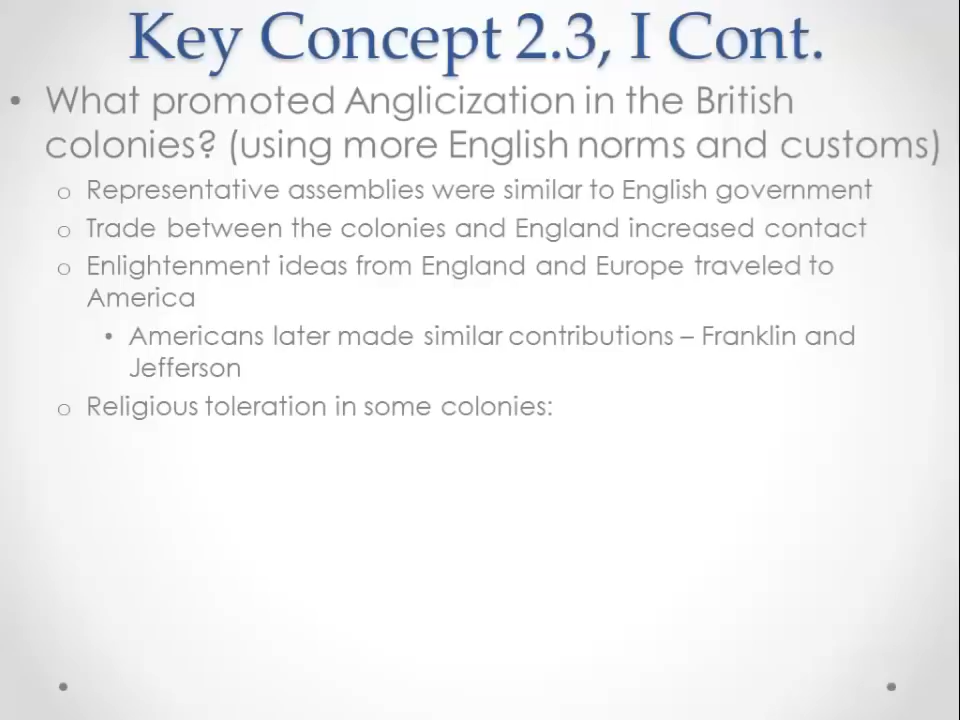 Key Concept 2.3, I Cont.
• What promoted Anglicization in the British
colonies? (using more English norms and customs)
o Representative assemblies were similar to English government
o Trade between the colonies and England increased contact
o Enlightenment ideas from England and Europe traveled to
America
• Americans later made similar contributions – Franklin and
Jefferson
o Religious toleration in some colonies: